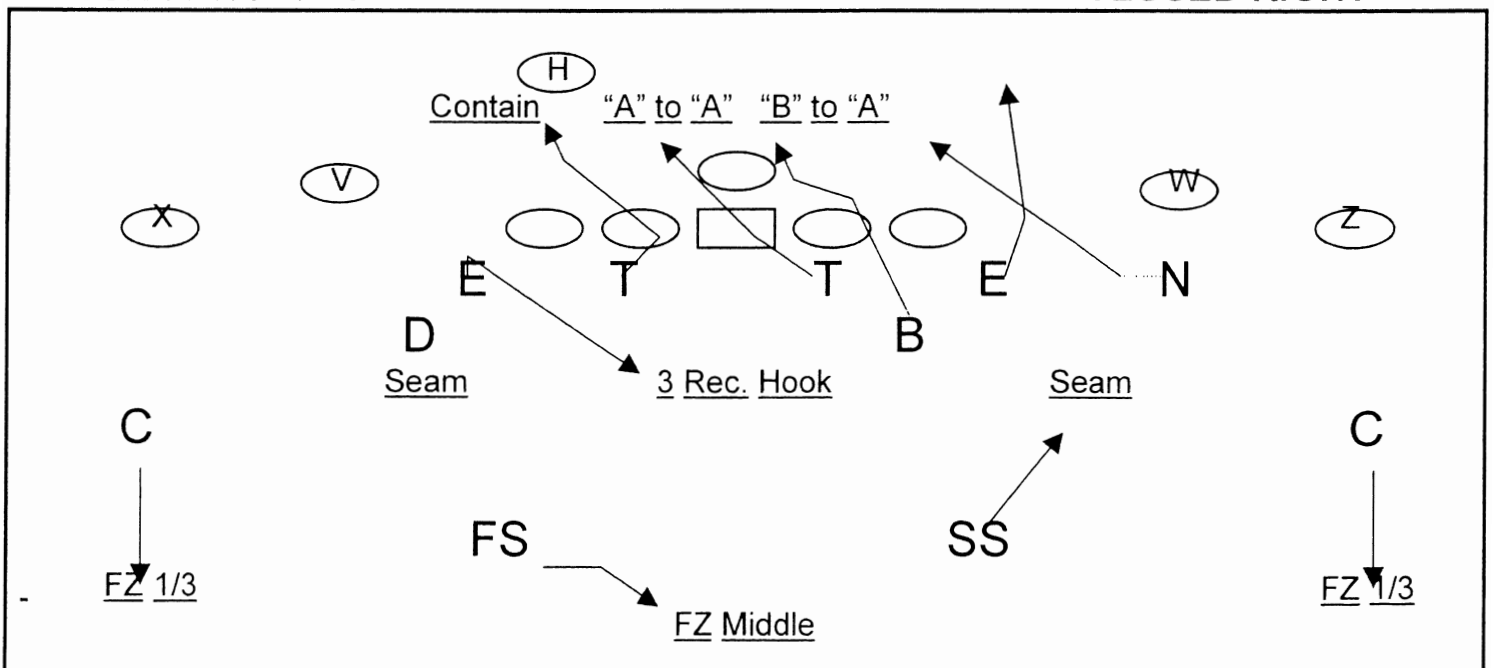 H
Contain "A" to "A" "B" to "A"
V W
X Z
E T T E N
D B
Seam 3 Rec. Hook Seam
C C
FS SS
FZ 1/3 FZ 1/3
FZ Middle